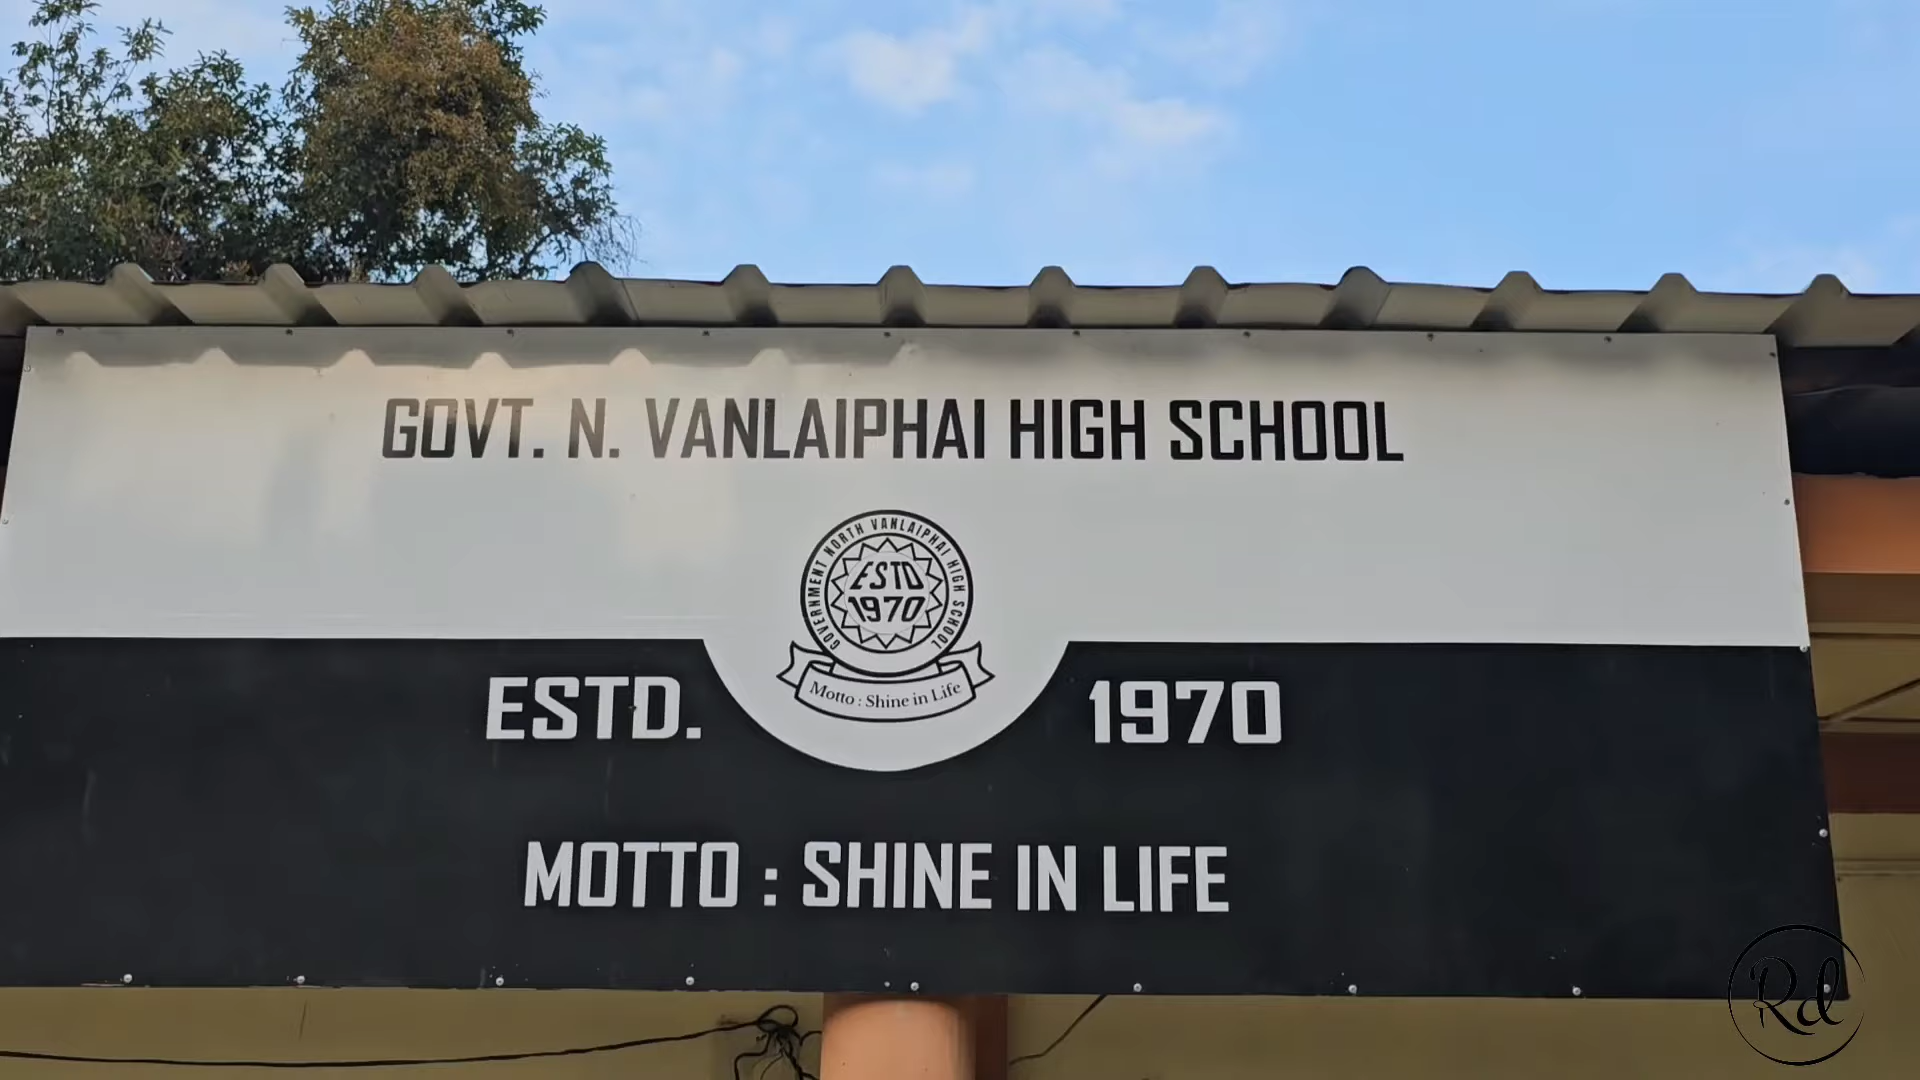 GOVT. N. VANLAIPHAI HIGH SCHOOL
GOVERNMENT NORTH VANLAIPHAI HIGH SCHOOL
ESTD
1970
Motto : Shine in Life
ESTD. 1970
MOTTO : SHINE IN LIFE
Rd